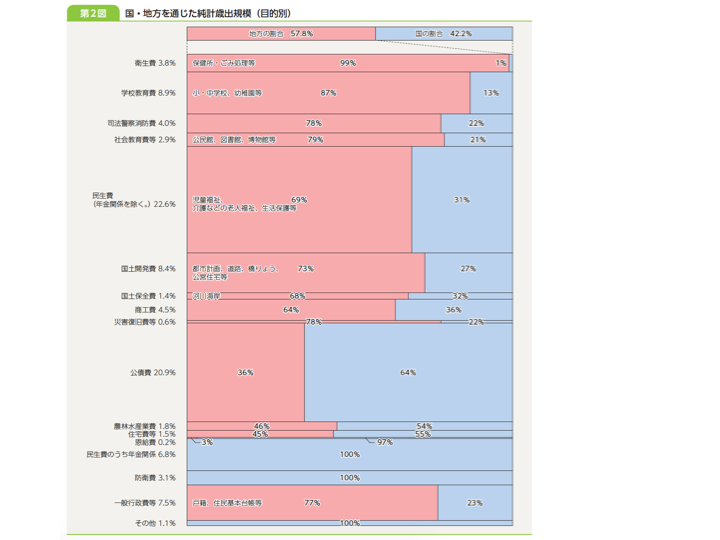 第2図 国・地方を通じた純計歳出規模(目的別)
地方の割合 57.8% 国の割合 42.2%
衛生費 3.8% 保健所・ごみ処理等 99% 1%
学校教育費 8.9% 小・中学校、幼稚園等 87% 13%
司法警察消防費 4.0% 78% 22%
社会教育費等 2.9% 公民館、図書館、博物館等 79% 21%
民生費
(年金関係を除く。) 22.6% 児童福祉、 69% 31%
介護などの老人福祉、生活保護等
国土開発費 8.4% 都市計画、道路、橋りょう、 73% 27%
公営住宅等
国土保全費 1.4% 河川海岸 68% 32%
商工費 4.5% 64% 36%
災害復旧費等 0.6% 78% 22%
公債費 20.9% 36% 64%
農林水産業費 1.8% 46% 54%
住宅費等 1.5% 45% 55%
恩給費 0.2% 3% 97%
民生費のうち年金関係 6.8% 100%
防衛費 3.1% 100%
一般行政費等 7.5% 戸籍、住民基本台帳等 77% 23%
その他 1.1% 100%